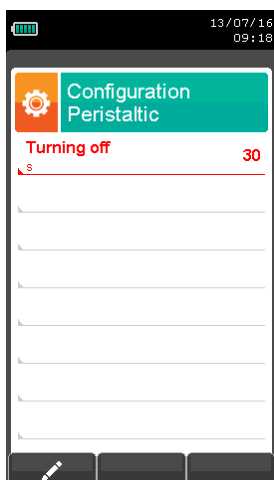 13/07/16
09:18
Configuration
Peristaltic
Turning off
30
s